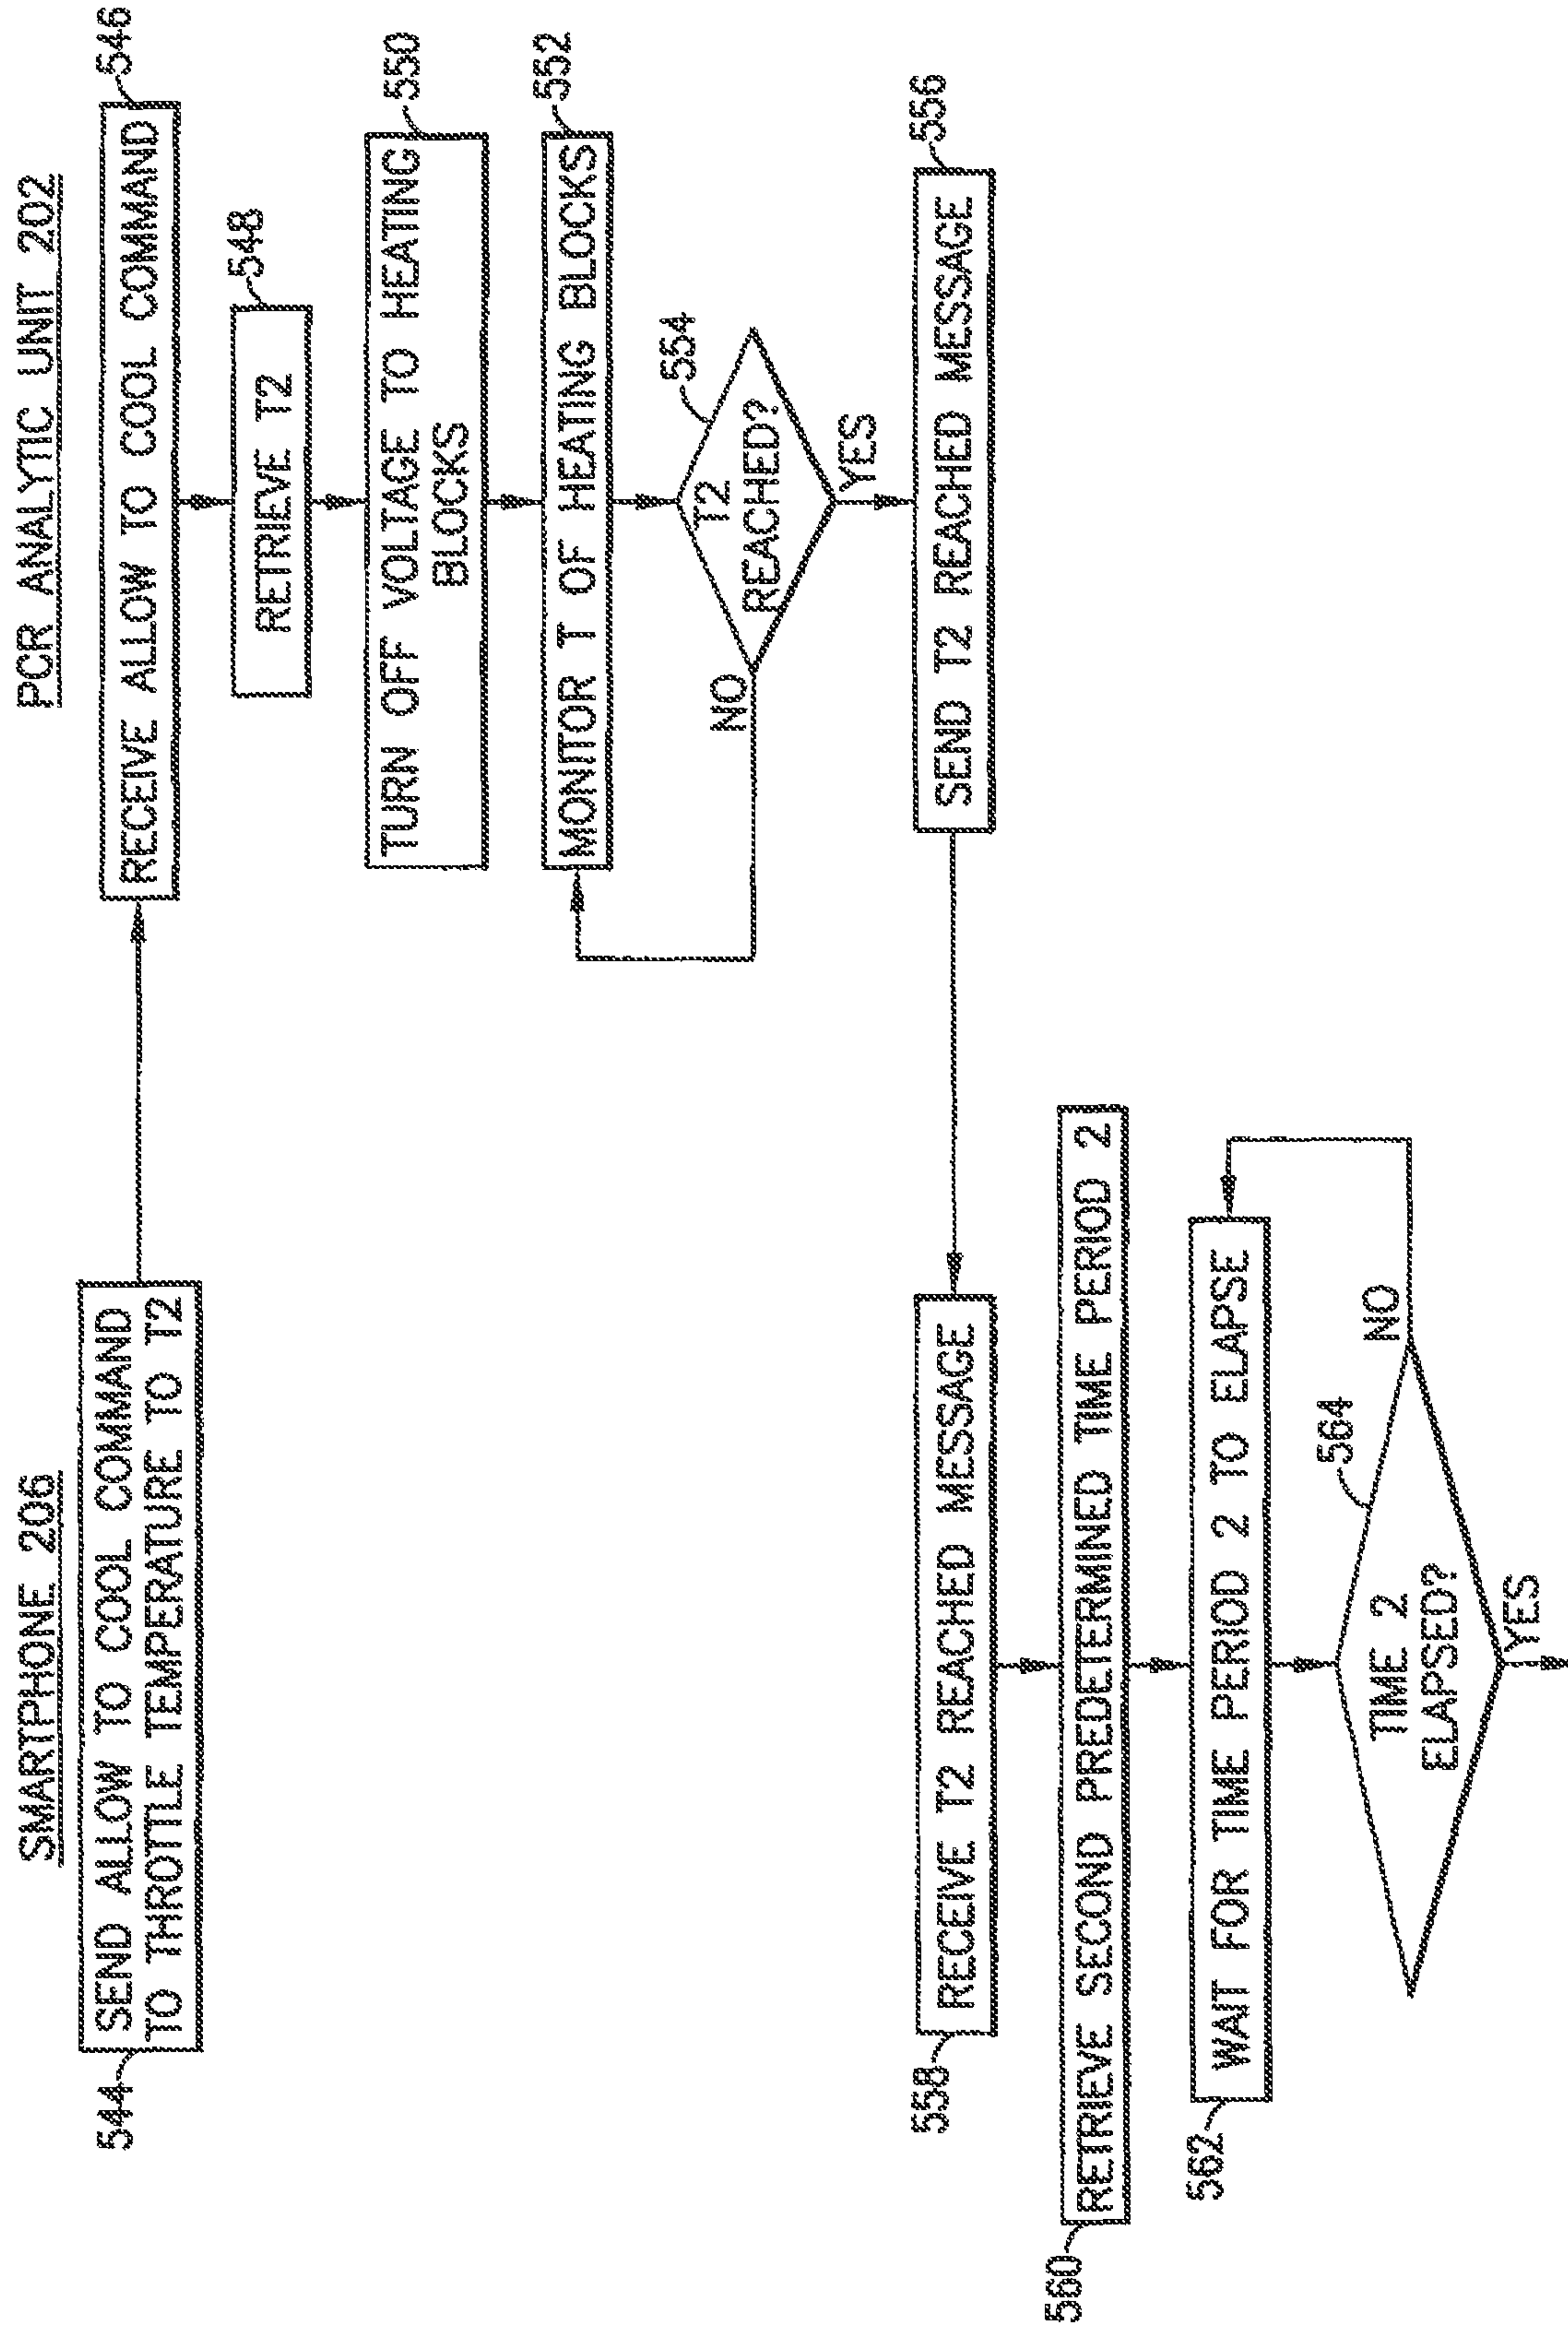 SMARTPHONE 206
PCR ANALYTIC UNIT 202
544
SEND ALLOW TO COOL COMMAND
TO THROTTLE TEMPERATURE TO T2
546
RECEIVE ALLOW TO COOL COMMAND
548
RETRIEVE T2
550
TURN OFF VOLTAGE TO HEATING
BLOCKS
552
MONITOR T OF HEATING BLOCKS
554
T2
REACHED?
NO
YES
556
SEND T2 REACHED MESSAGE
558
RECEIVE T2 REACHED MESSAGE
560
RETRIEVE SECOND PREDETERMINED TIME PERIOD 2
562
WAIT FOR TIME PERIOD 2 TO ELAPSE
564
TIME 2
ELAPSED?
NO
YES